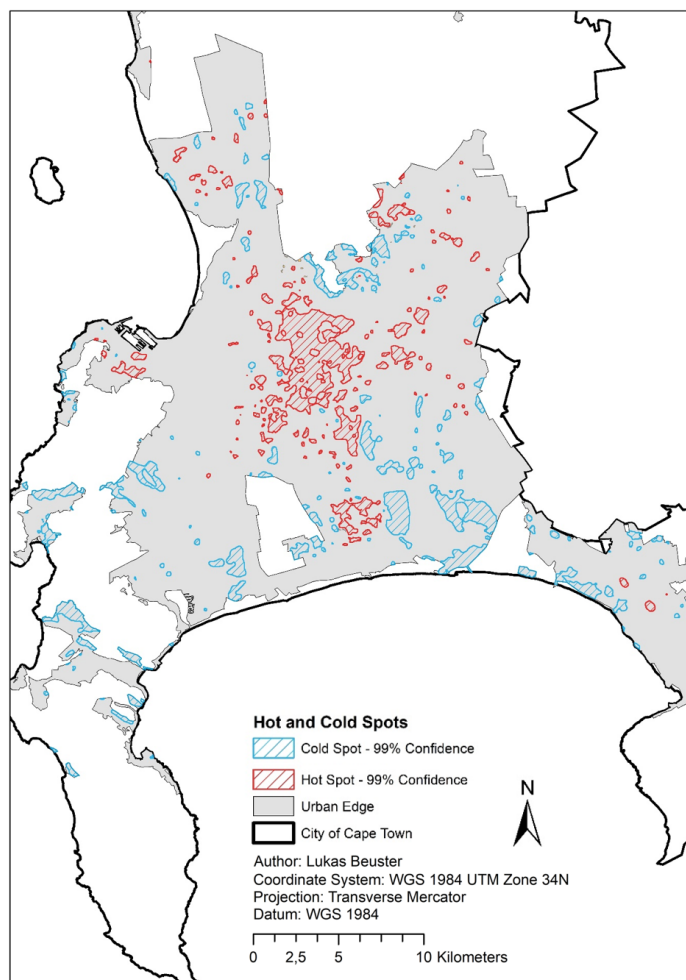 Hot and Cold Spots
Cold Spot - 99% Confidence
Hot Spot - 99% Confidence
Urban Edge
City of Cape Town
N
Author: Lukas Beuster
Coordinate System: WGS 1984 UTM Zone 34N
Projection: Transverse Mercator
Datum: WGS 1984
0 2,5 5 10 Kilometers